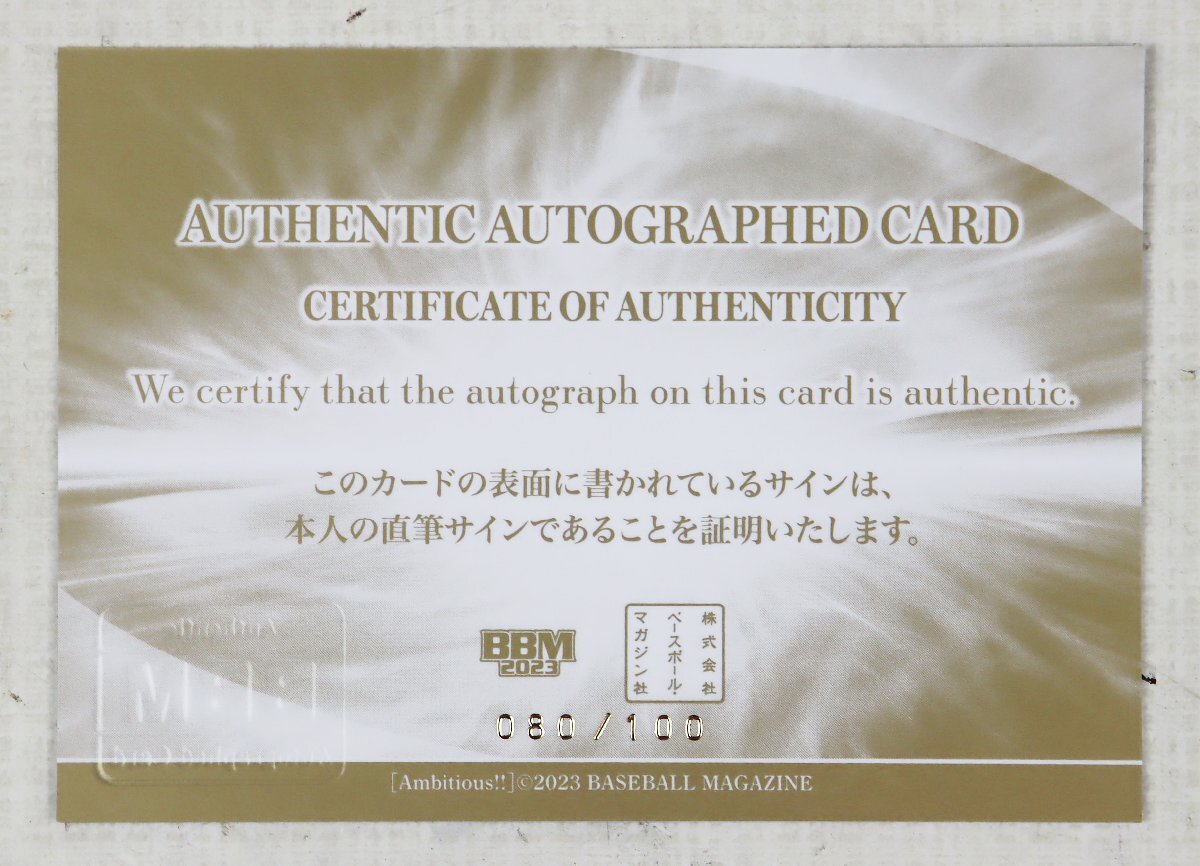 AUTHENTIC AUTOGRAPHED CARD
CERTIFICATE OF AUTHENTICITY
We certify that the autograph on this card is authentic.
このカードの表面に書かれているサインは、
本人の直筆サインであることを証明いたします。
BBM
2023
株式会社
ベースボール・
マガジン社
080/100
[Ambitious!!]©2023 BASEBALL MAGAZINE